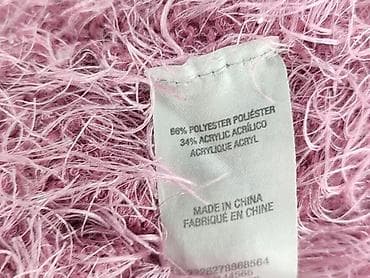 66% POLYESTER POLIÉSTER
34% ACRYLIC ACRÍLICO
ACRYLIQUE ACRYL
MADE IN CHINA
FABRIQUÉ EN CHINE